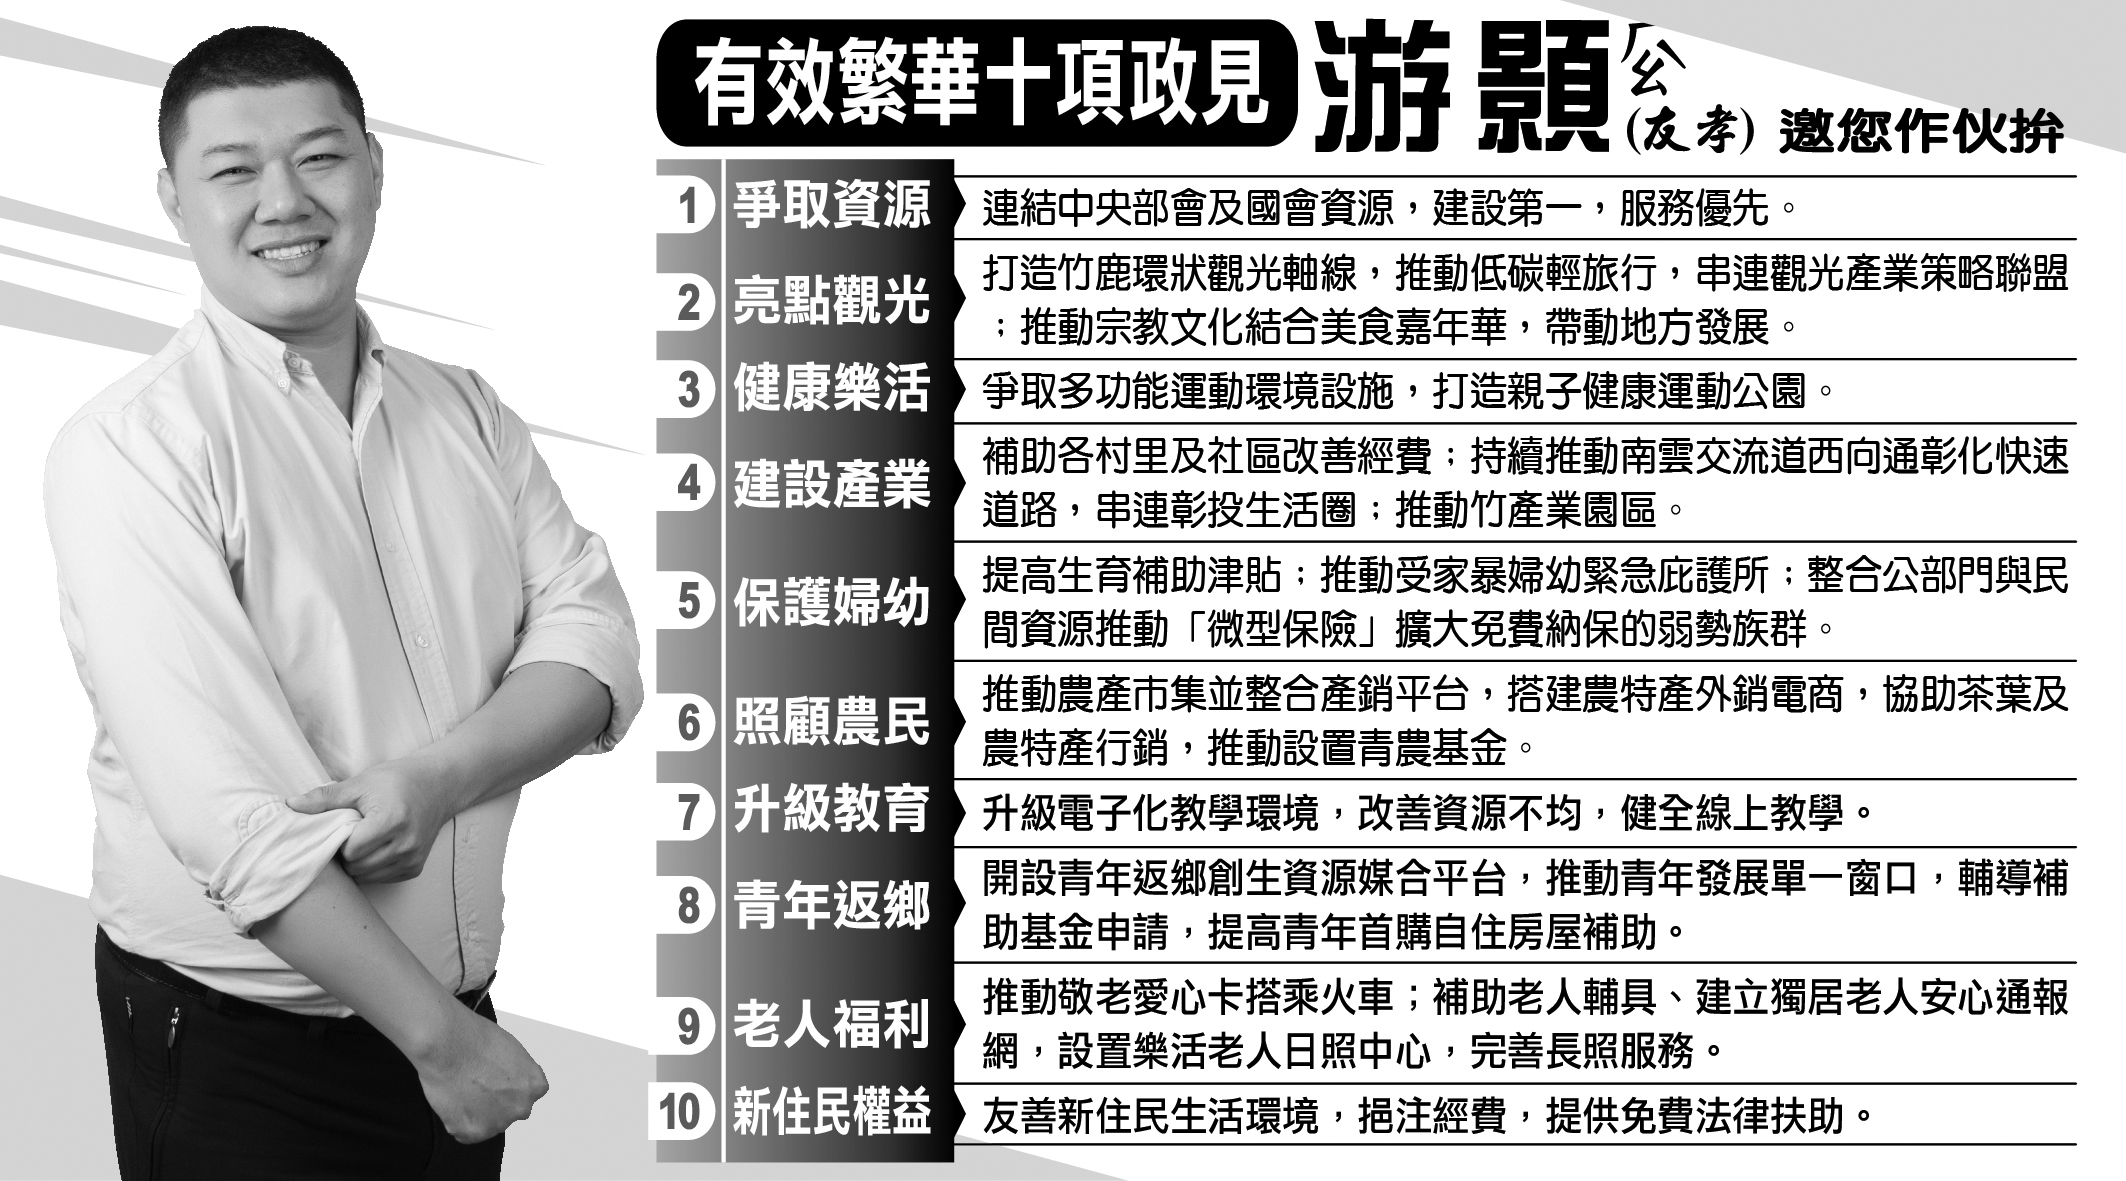 有效繁華十項政見
游顥 ㄏㄠ
(友孝) 邀您作伙拚
1 爭取資源
連結中央部會及國會資源，建設第一，服務優先。
2 亮點觀光
打造竹鹿環狀觀光軸線，推動低碳輕旅行，串連觀光產業策略聯盟
；推動宗教文化結合美食嘉年華，帶動地方發展。
3 健康樂活
爭取多功能運動環境設施，打造親子健康運動公園。
4 建設產業
補助各村里及社區改善經費；持續推動南雲交流道西向通彰化快速
道路，串連彰投生活圈；推動竹產業園區。
5 保護婦幼
提高生育補助津貼；推動受家暴婦幼緊急庇護所；整合公部門與民
間資源推動「微型保險」擴大免費納保的弱勢族群。
6 照顧農民
推動農產市集並整合產銷平台，搭建農特產外銷電商，協助茶葉及
農特產行銷，推動設置青農基金。
7 升級教育
升級電子化教學環境，改善資源不均，健全線上教學。
8 青年返鄉
開設青年返鄉創生資源媒合平台，推動青年發展單一窗口，輔導補
助基金申請，提高青年首購自住房屋補助。
9 老人福利
推動敬老愛心卡搭乘火車；補助老人輔具、建立獨居老人安心通報
網，設置樂活老人日照中心，完善長照服務。
10 新住民權益
友善新住民生活環境，挹注經費，提供免費法律扶助。